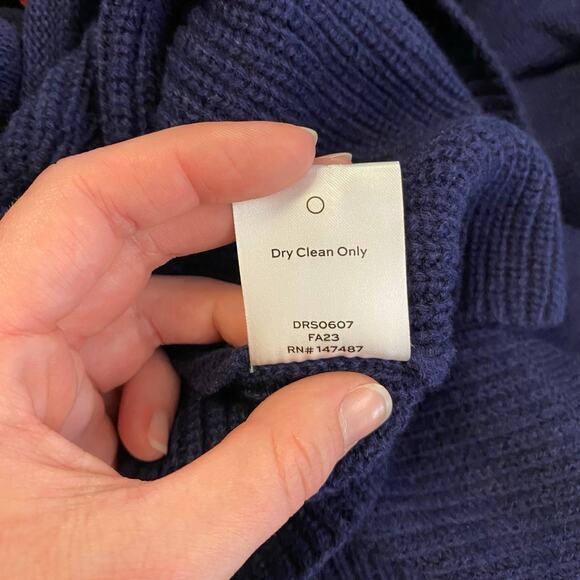 Dry Clean Only
DRS0607
FA23
RN# 147487